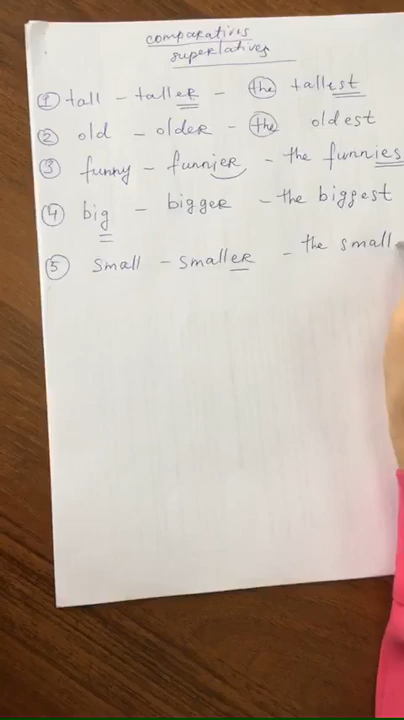 comparatives
superlatives
① tall - taller - the tallest
② old - older - the oldest
③ funny - funnier - the funnies
④ big - bigger - the biggest
⑤ small - smaller - the small